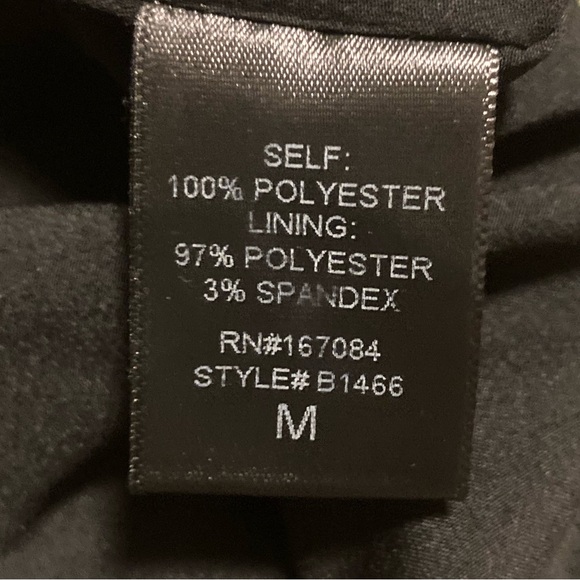 SELF:
100% POLYESTER
LINING:
97% POLYESTER
3% SPANDEX
RN#167084
STYLE# B1466
M